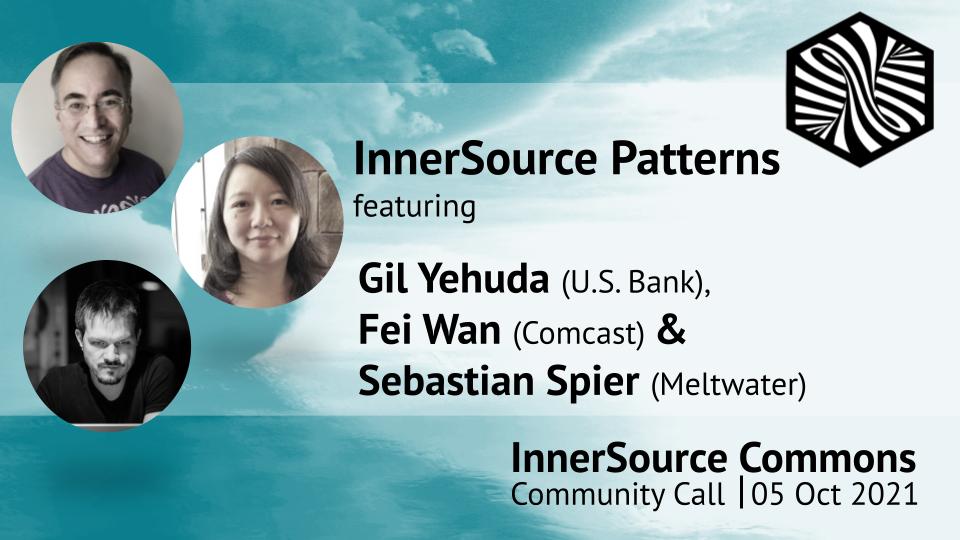 InnerSource Patterns
featuring
Gil Yehuda (U.S. Bank),
Fei Wan (Comcast) &
Sebastian Spier (Meltwater)
InnerSource Commons
Community Call | 05 Oct 2021